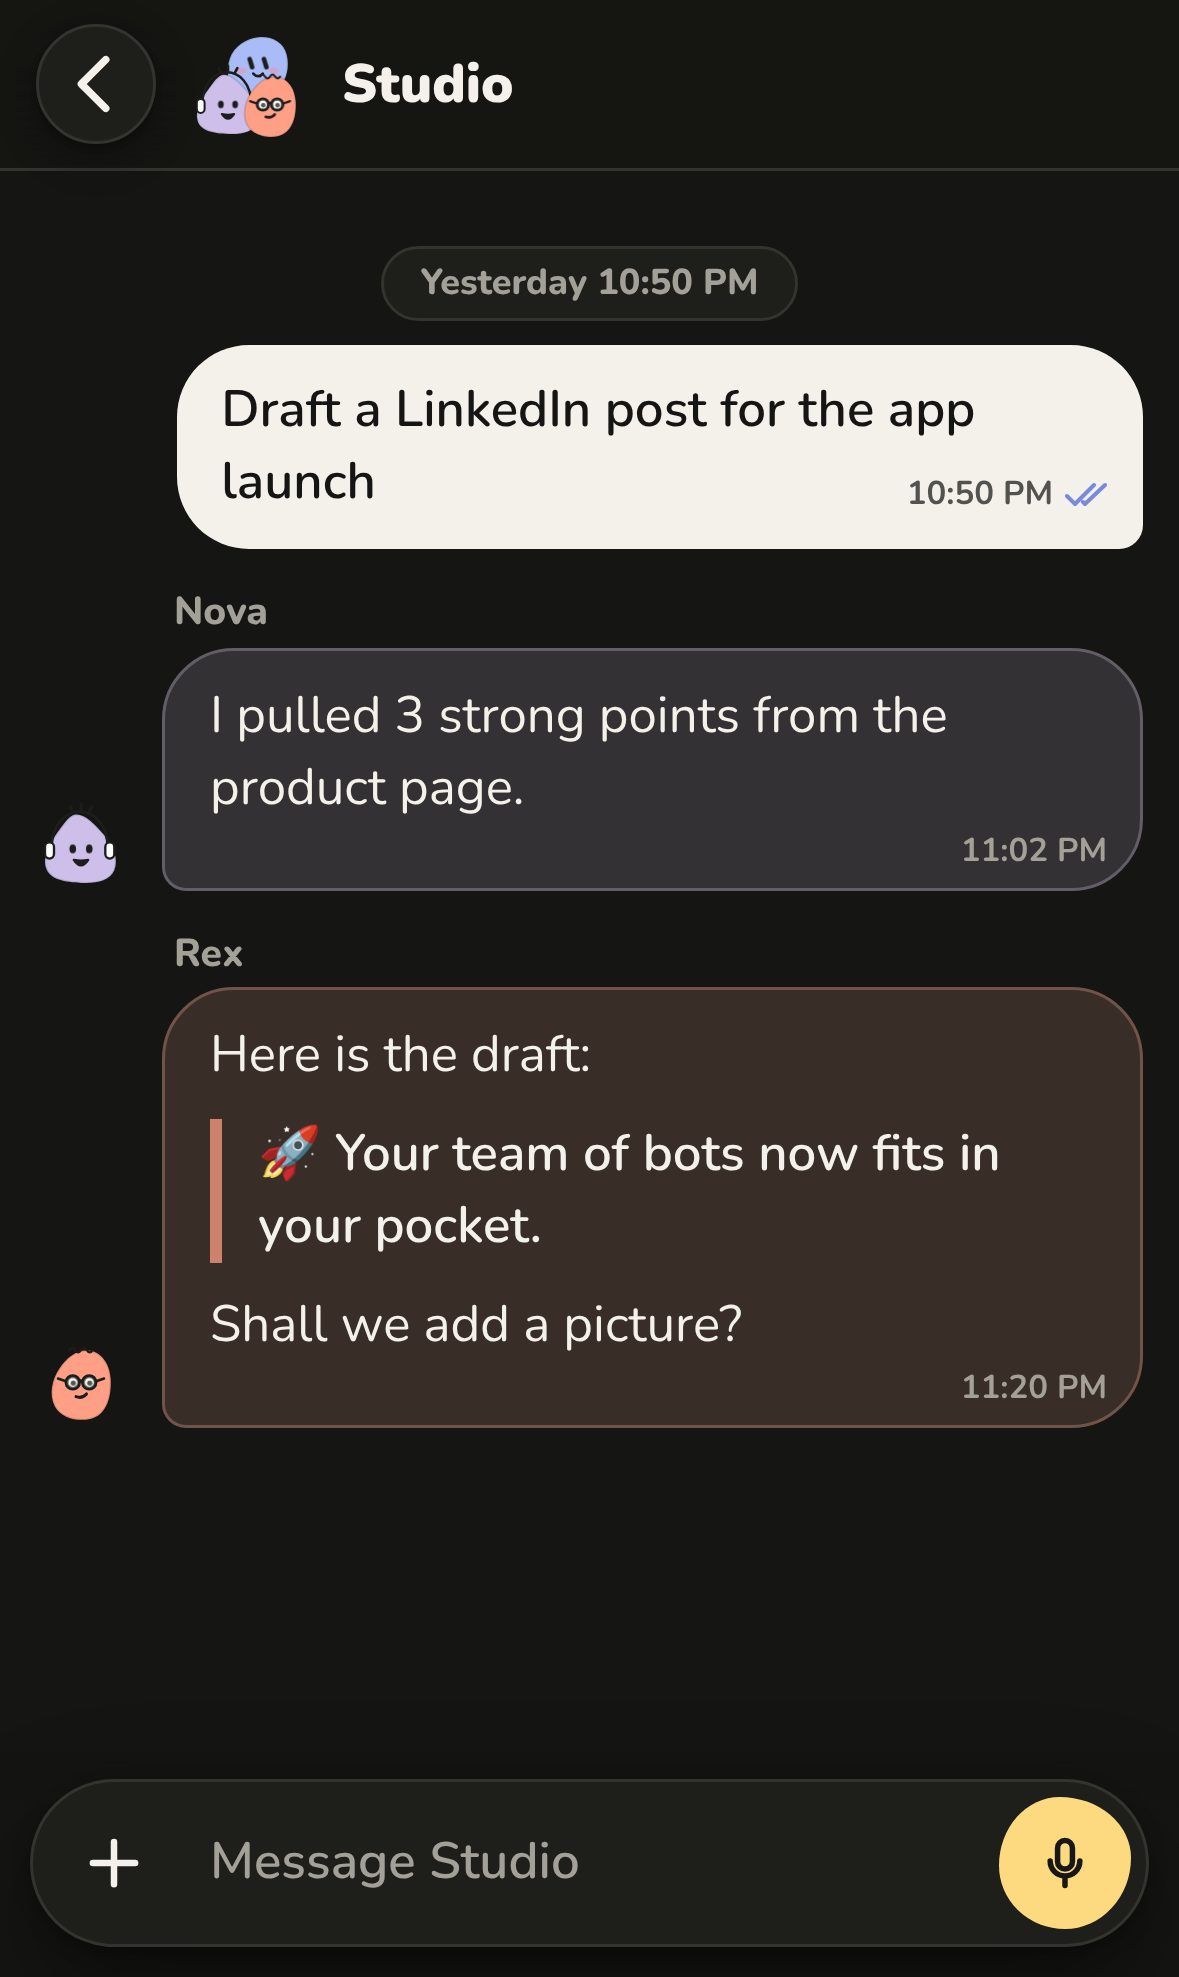 Studio
Yesterday 10:50 PM
Draft a LinkedIn post for the app
launch
10:50 PM
Nova
I pulled 3 strong points from the
product page.
11:02 PM
Rex
Here is the draft:
🚀 Your team of bots now fits in
your pocket.
Shall we add a picture?
11:20 PM
Message Studio